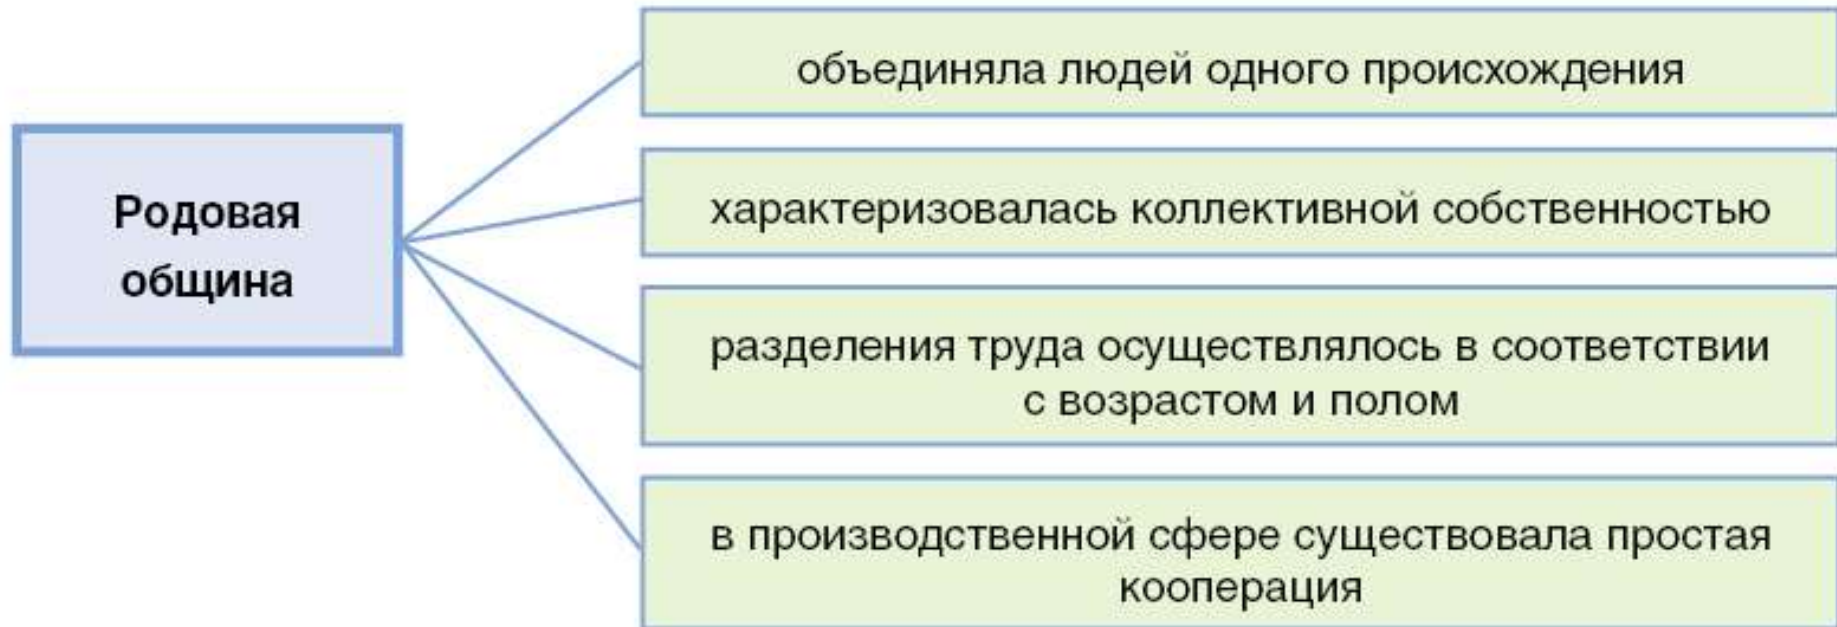 Родовая
община
объединяла людей одного происхождения
характеризовалась коллективной собственностью
разделения труда осуществлялось в соответствии
с возрастом и полом
в производственной сфере существовала простая
кооперация